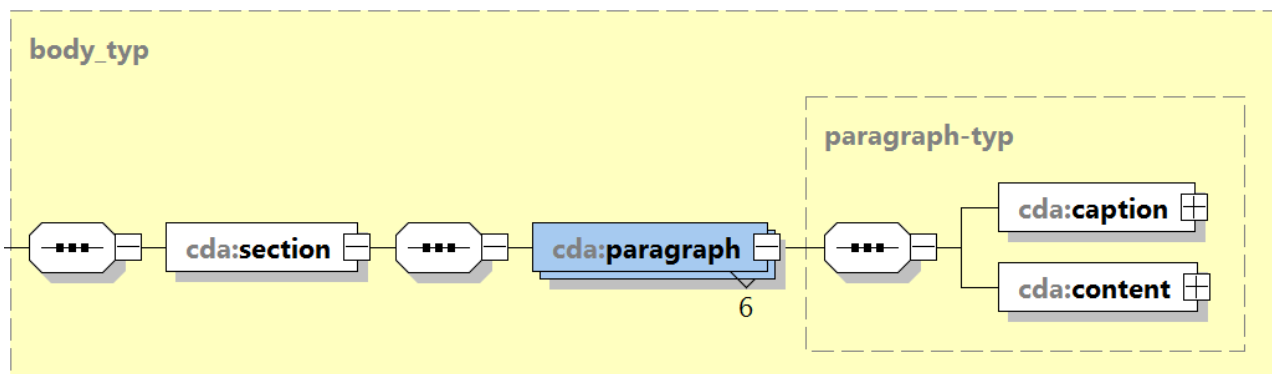 body_typ
paragraph-typ
cda:caption
cda:section
cda:paragraph
6
cda:content